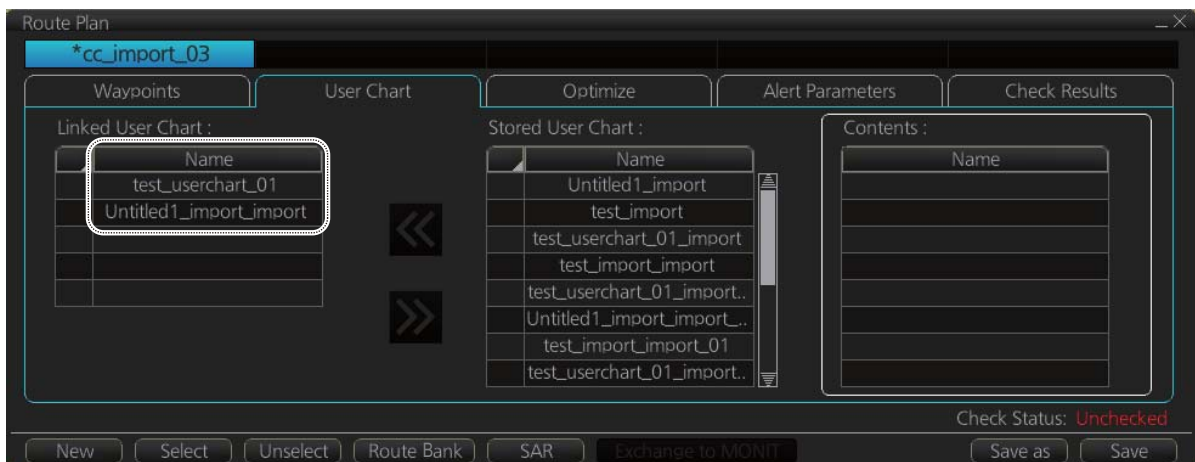 Route Plan
*cc_import_03
Waypoints User Chart Optimize Alert Parameters Check Results
Linked User Chart : Stored User Chart : Contents :
Name Name Name
test_userchart_01 Untitled1_import
Untitled1_import_import test_import
test_userchart_01_import
test_import_import
test_userchart_01_import..
Untitled1_import_import_..
test_import_import_01
test_userchart_01_import..
Check Status: Unchecked
New Select Unselect Route Bank SAR Exchange to MONIT Save as Save